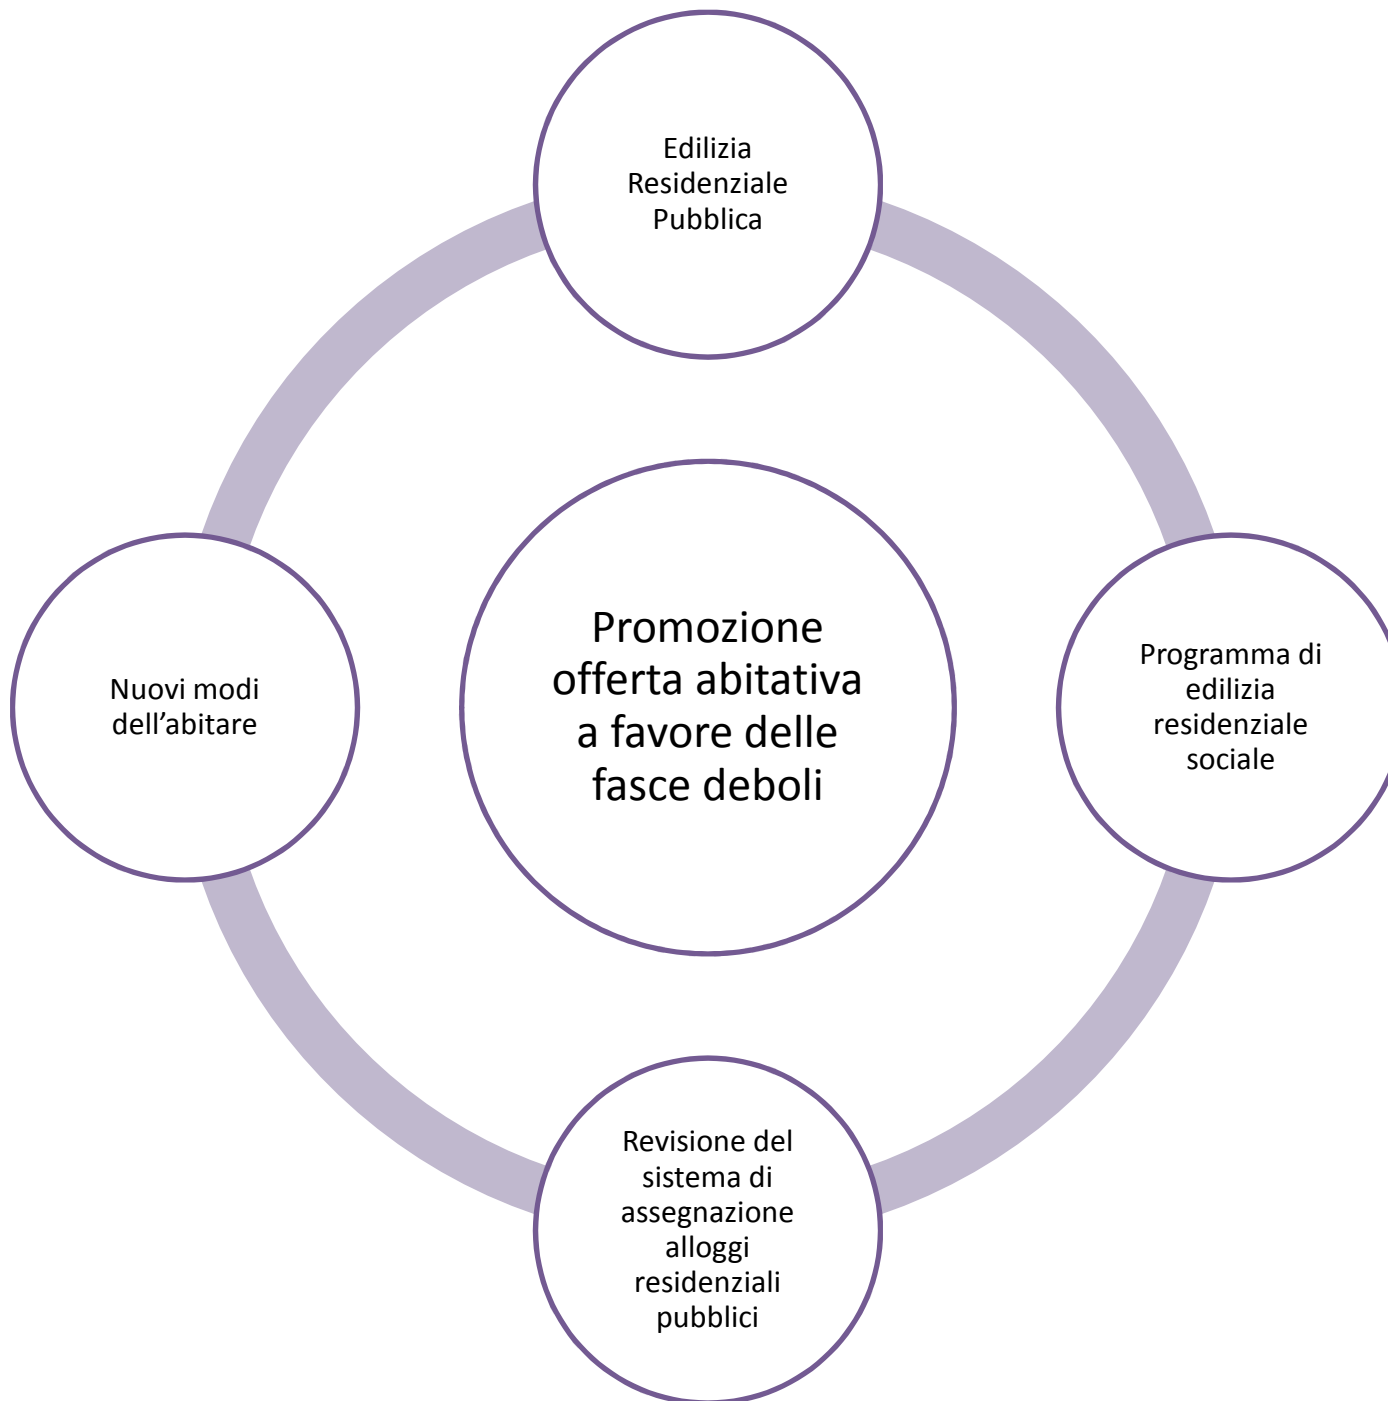 Edilizia
Residenziale
Pubblica
Promozione
offerta abitativa
a favore delle
fasce deboli
Programma di
edilizia
residenziale
sociale
Nuovi modi
dell’abitare
Revisione del
sistema di
assegnazione
alloggi
residenziali
pubblici